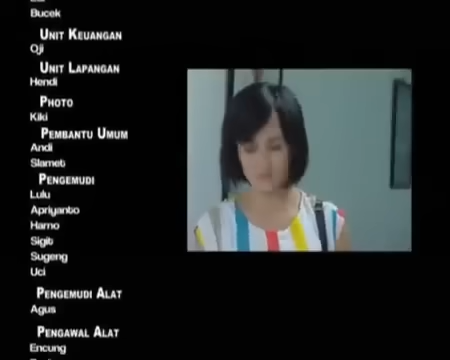 Bucek
UNIT KEUANGAN
Oji
UNIT LAPANGAN
Hendi
PHOTO
Kiki
PEMBANTU UMUM
Andi
Slamet
PENGEMUDI
Lulu
Apriyanto
Harno
Sigit
Sugeng
Uci
PENGEMUDI ALAT
Agus
PENGAWAL ALAT
Encung